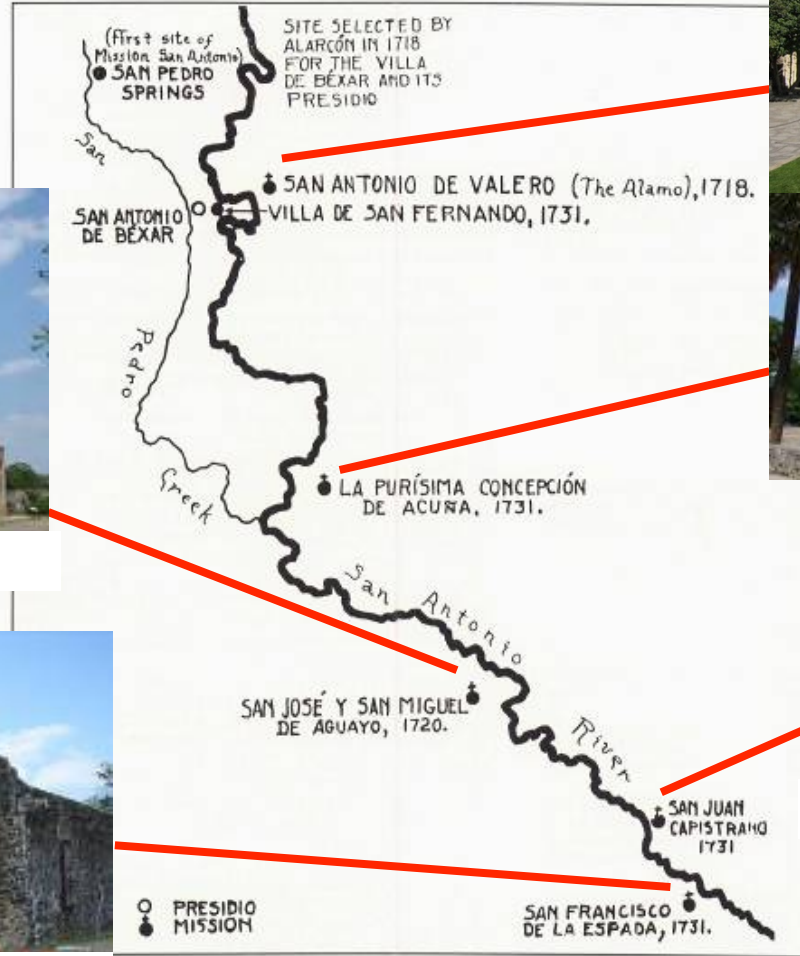 (First site of
Mission San Antonio)
SAN PEDRO
SPRINGS
SITE SELECTED BY
ALARCÓN IN 1718
FOR THE VILLA
DE BÉXAR AND ITS
PRESIDIO
San
SAN ANTONIO DE VALERO (The Alamo), 1718.
SAN ANTONIO
DE BÉXAR
VILLA DE SAN FERNANDO, 1731.
Pedro
Creek
LA PURÍSIMA CONCEPCIÓN
DE ACUÑA, 1731.
San Antonio
River
SAN JOSÉ Y SAN MIGUEL
DE AGUAYO, 1720.
SAN JUAN
CAPISTRANO
1731
SAN FRANCISCO
DE LA ESPADA, 1731.
PRESIDIO
MISSION